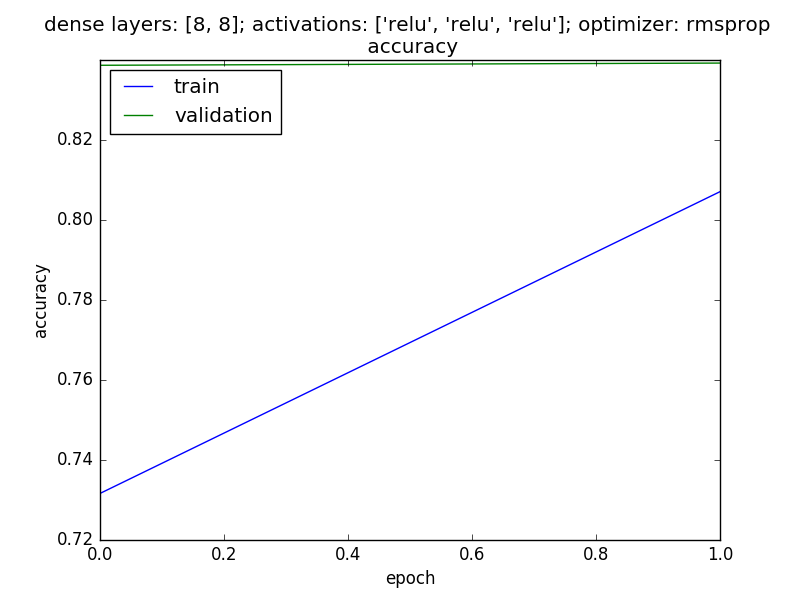 dense layers: [8, 8]; activations: ['relu', 'relu', 'relu']; optimizer: rmsprop
accuracy
train
validation
0.82
0.80
0.78
0.76
0.74
0.72
accuracy
0.0 0.2 0.4 0.6 0.8 1.0
epoch